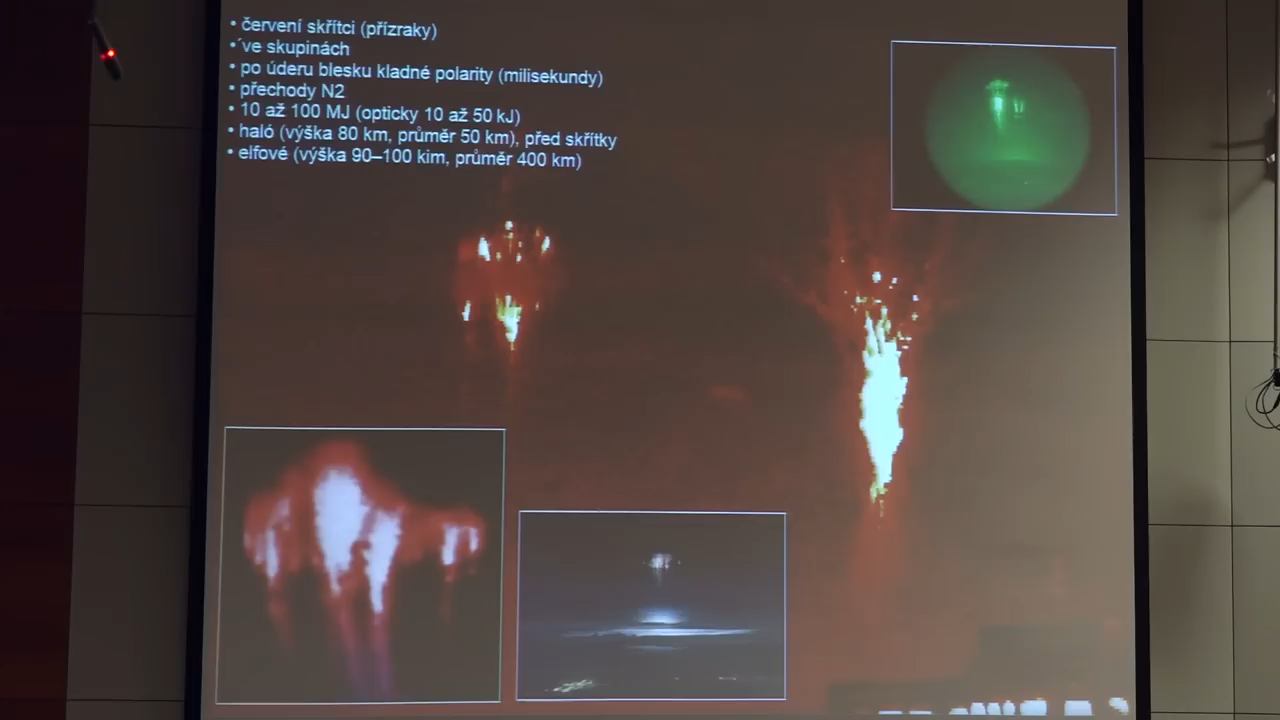 • červení skřítci (přízraky)
•´ve skupinách
• po úderu blesku kladné polarity (milisekundy)
• přechody N2
• 10 až 100 MJ (opticky 10 až 50 kJ)
• haló (výška 80 km, průměr 50 km), před skřítky
• elfové (výška 90–100 kim, průměr 400 km)